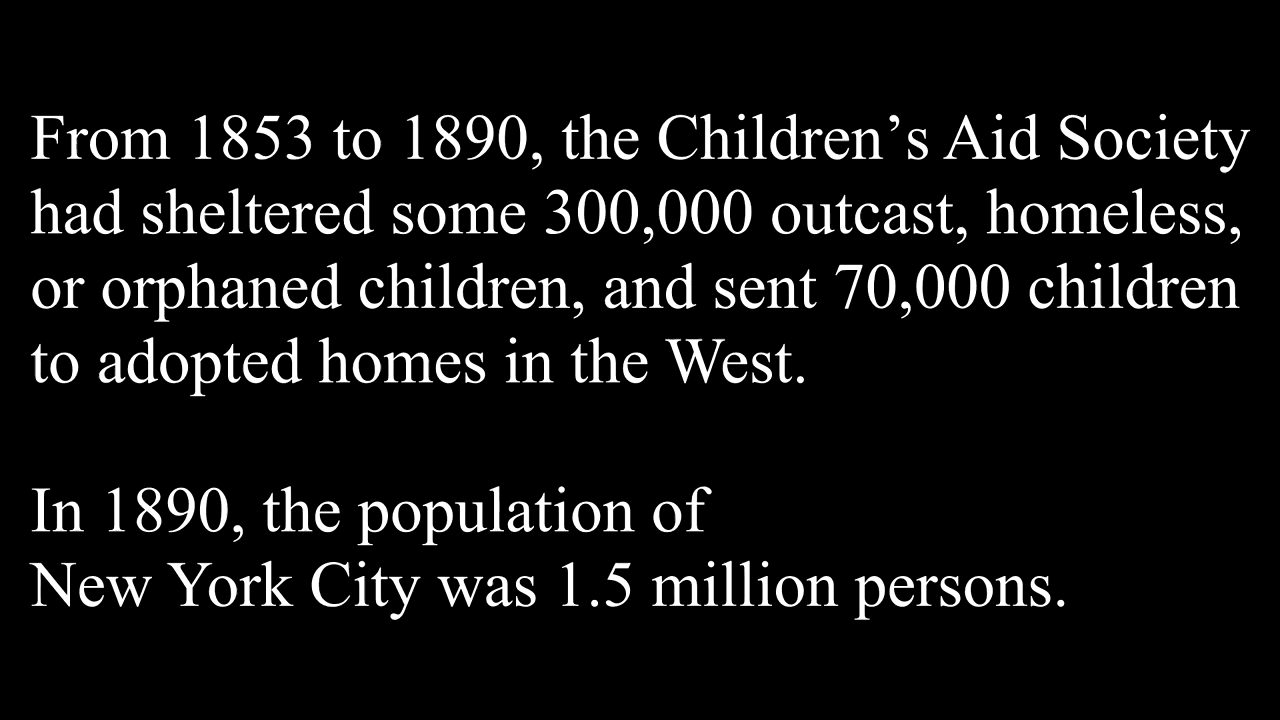 From 1853 to 1890, the Children’s Aid Society
had sheltered some 300,000 outcast, homeless,
or orphaned children, and sent 70,000 children
to adopted homes in the West.
In 1890, the population of
New York City was 1.5 million persons.